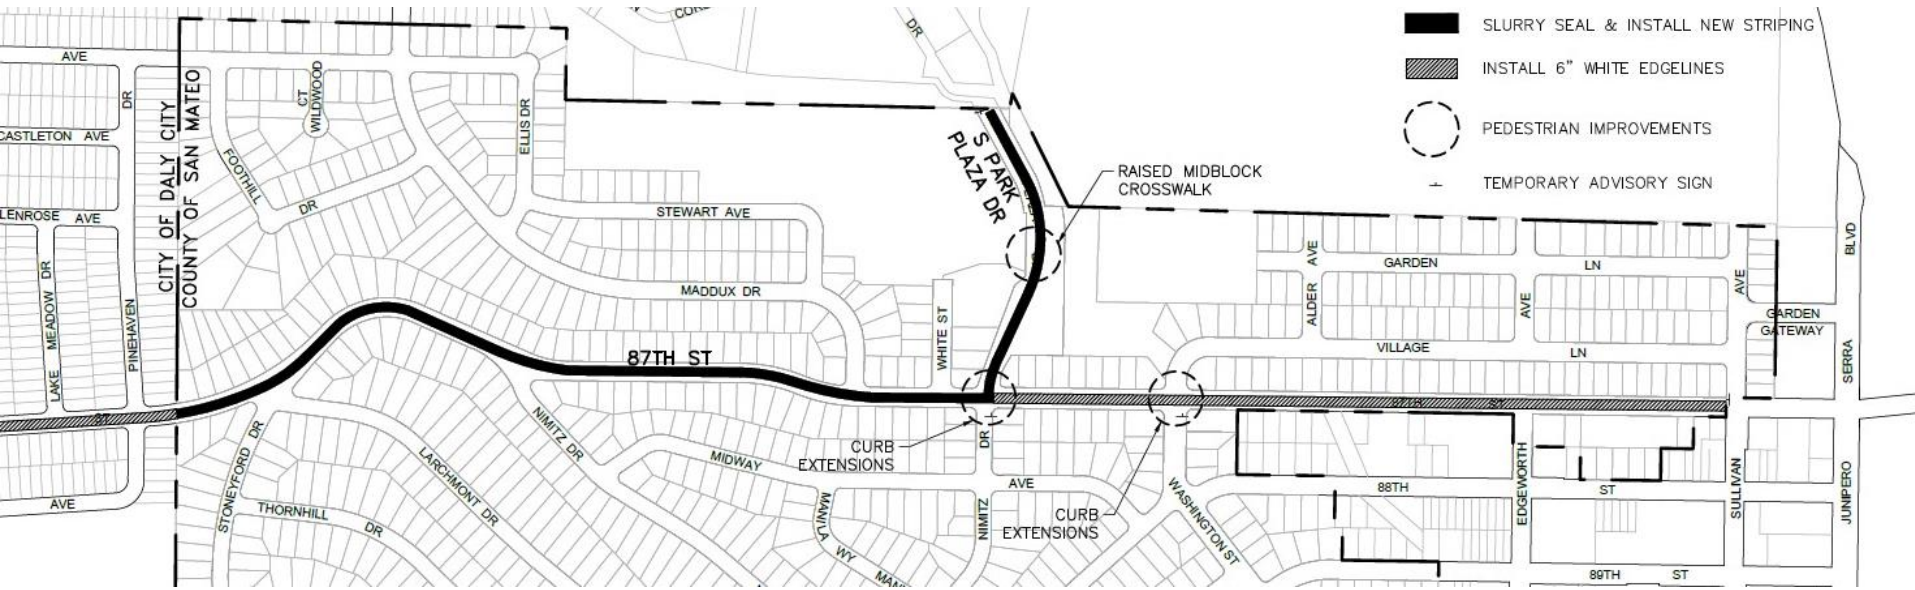 SLURRY SEAL & INSTALL NEW STRIPING
INSTALL 6" WHITE EDGELINES
PEDESTRIAN IMPROVEMENTS
TEMPORARY ADVISORY SIGN
DR
AVE
DR
CASTLETON AVE
AVE
LAKE MEADOW DR
PINEHAVEN
CITY OF DALY CITY
COUNTY OF SAN MATEO
CT
WILDWOOD
FOOTHILL
DR
ELLIS DR
STEWART AVE
MADDUX DR
S PARK
PLAZA DR
RAISED MIDBLOCK
CROSSWALK
WHITE ST
87TH ST
GARDEN
LN
ALDER AVE
AVE
AVE
VILLAGE
LN
GARDEN
GATEWAY
BLVD
SERRA
JUNIPERO
ST
87TH ST
AVE
STONEYFORD DR
THORNHILL DR
LARCHMONT DR
NIMITZ DR
MIDWAY
AVE
MANILA
WY
CURB
EXTENSIONS
DR
NIMITZ
CURB
EXTENSIONS
WASHINGTON ST
88TH
ST
EDGEWORTH
SULLIVAN
89TH ST